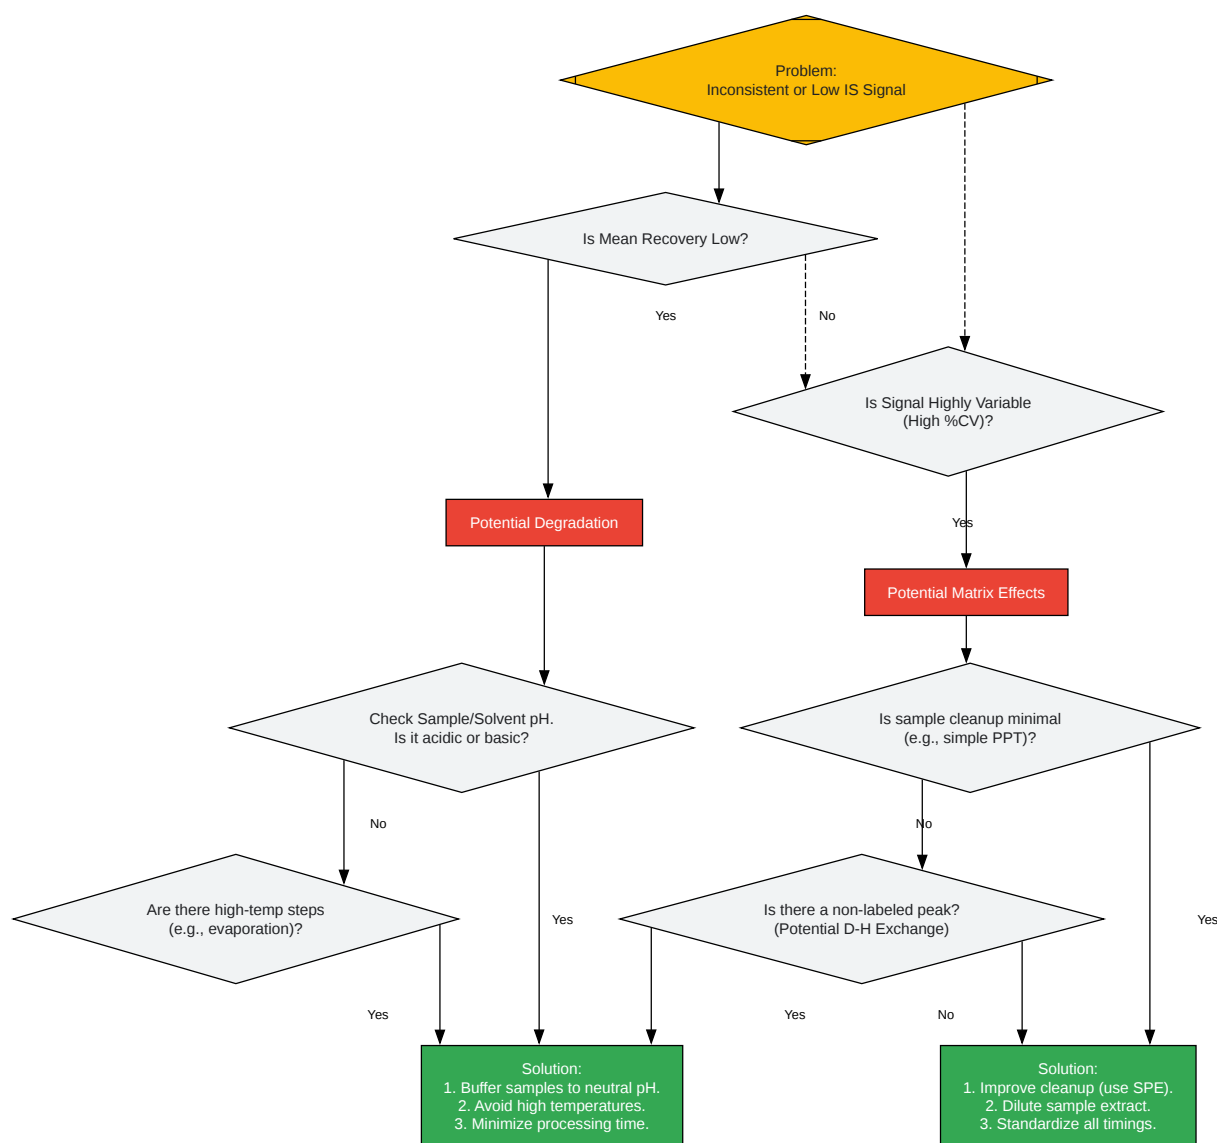 Problem:
Inconsistent or Low IS Signal
Is Mean Recovery Low?
Yes
No
Is Signal Highly Variable
(High %CV)?
Potential Degradation
Yes
Potential Matrix Effects
Check Sample/Solvent pH.
Is it acidic or basic?
Is sample cleanup minimal
(e.g., simple PPT)?
No
No
Are there high-temp steps
(e.g., evaporation)?
Yes
Is there a non-labeled peak?
(Potential D-H Exchange)
Yes
Yes
Yes
No
Solution:
1. Buffer samples to neutral pH.
2. Avoid high temperatures.
3. Minimize processing time.
Solution:
1. Improve cleanup (use SPE).
2. Dilute sample extract.
3. Standardize all timings.